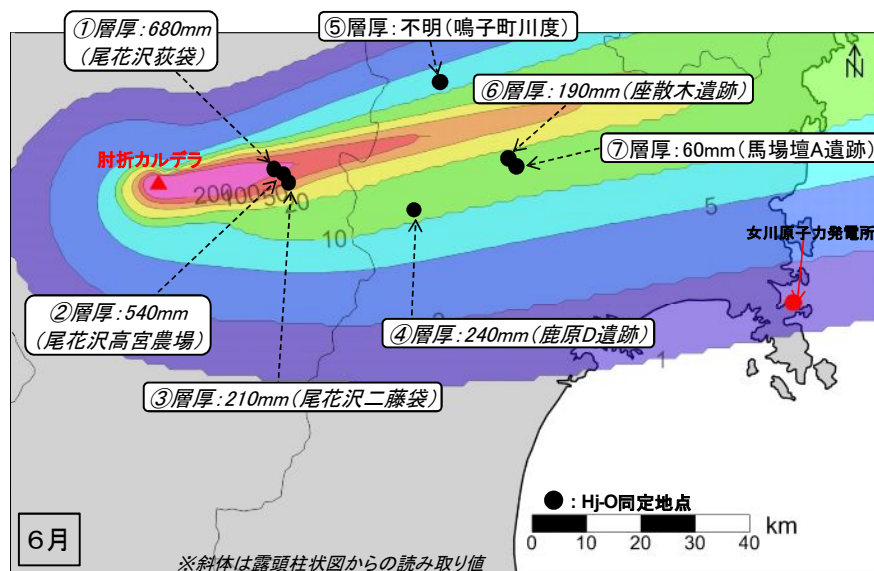 ①層厚：680mm
（尾花沢荻袋）
⑤層厚：不明（鳴子町川度）
⑥層厚：190mm（座散木遺跡）
⑦層厚：60mm（馬場壇A遺跡）
N
肘折カルデラ
200
100
50
20
10
5
2
1
女川原子力発電所
②層厚：540mm
（尾花沢高宮農場）
④層厚：240mm（鹿原D遺跡）
③層厚：210mm（尾花沢二藤袋）
●：Hj-O同定地点
0 10 20 30 40
km
6月
※斜体は露頭柱状図からの読み取り値